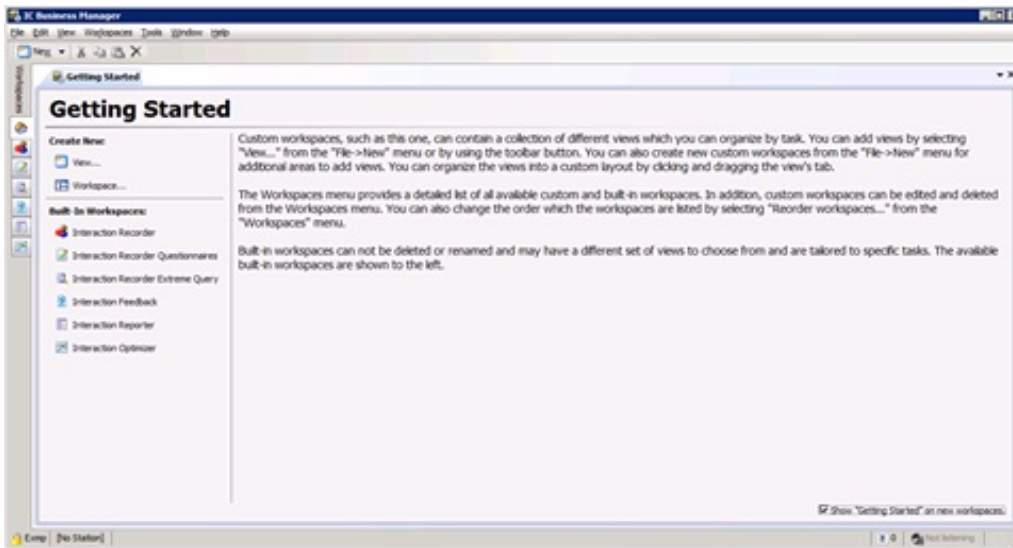 IC Business Manager
File Edit View Workspaces Tools Window Help
New
Workspaces
Getting Started
Getting Started
Create New:
View...
Workspace...
Built-In Workspaces:
Interaction Recorder
Interaction Recorder Questionnaires
Interaction Recorder Extreme Query
Interaction Feedback
Interaction Reporter
Interaction Optimizer
Custom workspaces, such as this one, can contain a collection of different views which you can organize by task. You can add views by selecting
"View..." from the "File->New" menu or by using the toolbar button. You can also create new custom workspaces from the "File->New" menu for
additional areas to add views. You can organize the views into a custom layout by clicking and dragging the view's tab.
The Workspaces menu provides a detailed list of all available custom and built-in workspaces. In addition, custom workspaces can be edited and deleted
from the Workspaces menu. You can also change the order which the workspaces are listed by selecting "Reorder workspaces..." from the
"Workspaces" menu.
Built-in workspaces can not be deleted or renamed and may have a different set of views to choose from and are tailored to specific tasks. The available
built-in workspaces are shown to the left.
Show "Getting Started" on new workspaces.
[No Station]
0
Not listening